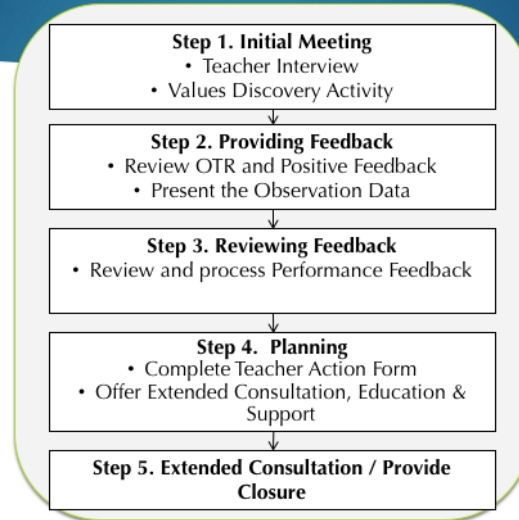 Step 1. Initial Meeting
• Teacher Interview
• Values Discovery Activity
Step 2. Providing Feedback
• Review OTR and Positive Feedback
• Present the Observation Data
Step 3. Reviewing Feedback
• Review and process Performance Feedback
Step 4. Planning
• Complete Teacher Action Form
• Offer Extended Consultation, Education &
Support
Step 5. Extended Consultation / Provide
Closure